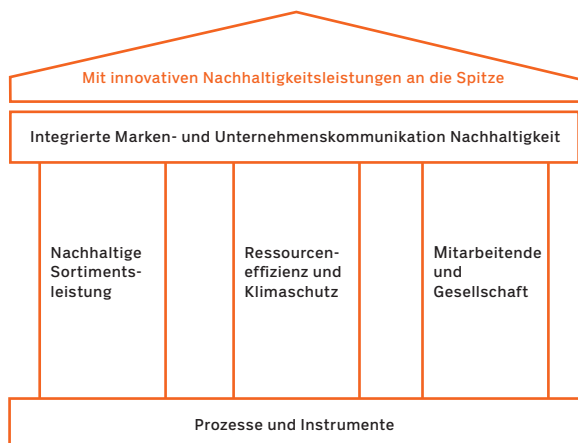 Mit innovativen Nachhaltigkeitsleistungen an die Spitze
Integrierte Marken- und Unternehmenskommunikation Nachhaltigkeit
Nachhaltige
Sortiments-
leistung
Ressourcen-
effizienz und
Klimaschutz
Mitarbeitende
und
Gesellschaft
Prozesse und Instrumente